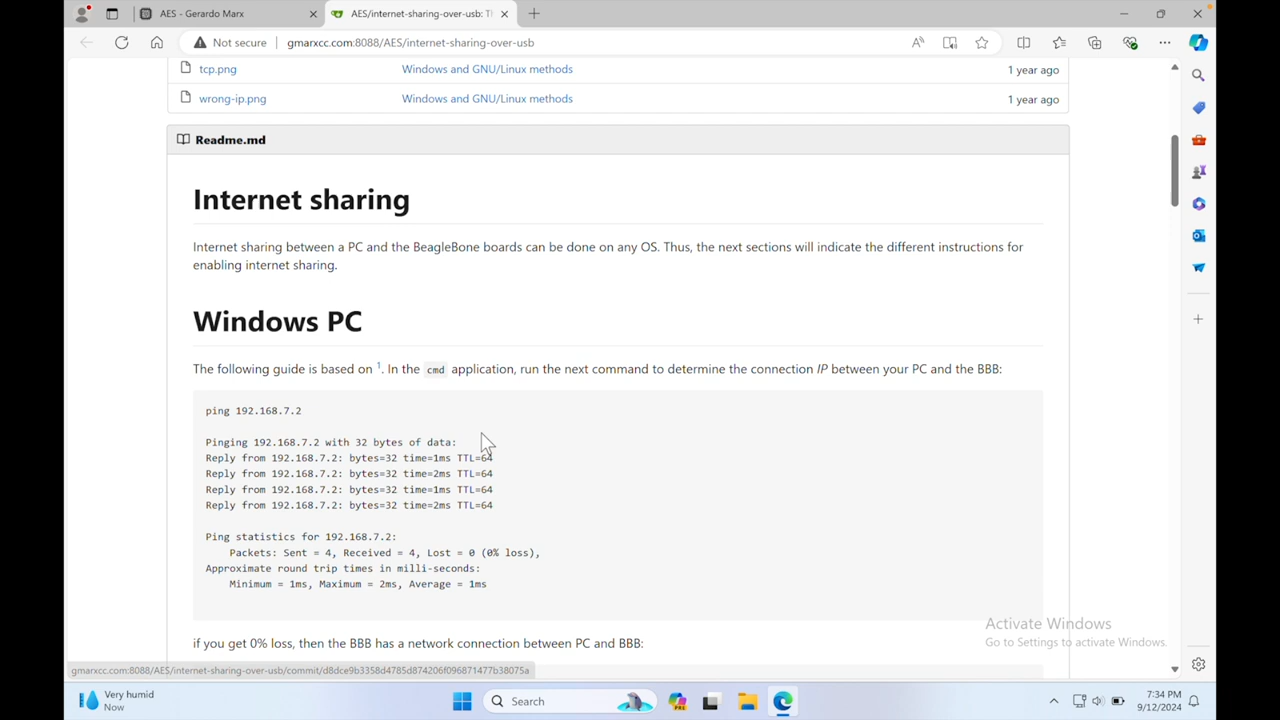 AES - Gerardo Marx
AES/internet-sharing-over-usb: Th
Not secure
gmarxcc.com:8088/AES/internet-sharing-over-usb
tcp.png Windows and GNU/Linux methods 1 year ago
wrong-ip.png Windows and GNU/Linux methods 1 year ago
Readme.md
Internet sharing
Internet sharing between a PC and the BeagleBone boards can be done on any OS. Thus, the next sections will indicate the different instructions for
enabling internet sharing.
Windows PC
The following guide is based on 1. In the cmd application, run the next command to determine the connection IP between your PC and the BBB:
ping 192.168.7.2
Pinging 192.168.7.2 with 32 bytes of data:
Reply from 192.168.7.2: bytes=32 time=1ms TTL=64
Reply from 192.168.7.2: bytes=32 time=2ms TTL=64
Reply from 192.168.7.2: bytes=32 time=1ms TTL=64
Reply from 192.168.7.2: bytes=32 time=2ms TTL=64
Ping statistics for 192.168.7.2:
Packets: Sent = 4, Received = 4, Lost = 0 (0% loss),
Approximate round trip times in milli-seconds:
Minimum = 1ms, Maximum = 2ms, Average = 1ms
if you get 0% loss, then the BBB has a network connection between PC and BBB:
Activate Windows
Go to Settings to activate Windows.
gmarxcc.com:8088/AES/internet-sharing-over-usb/commit/d8dce9b3358d4785d874206f096871477b38075a
Very humid
Now
Search
7:34 PM
9/12/2024